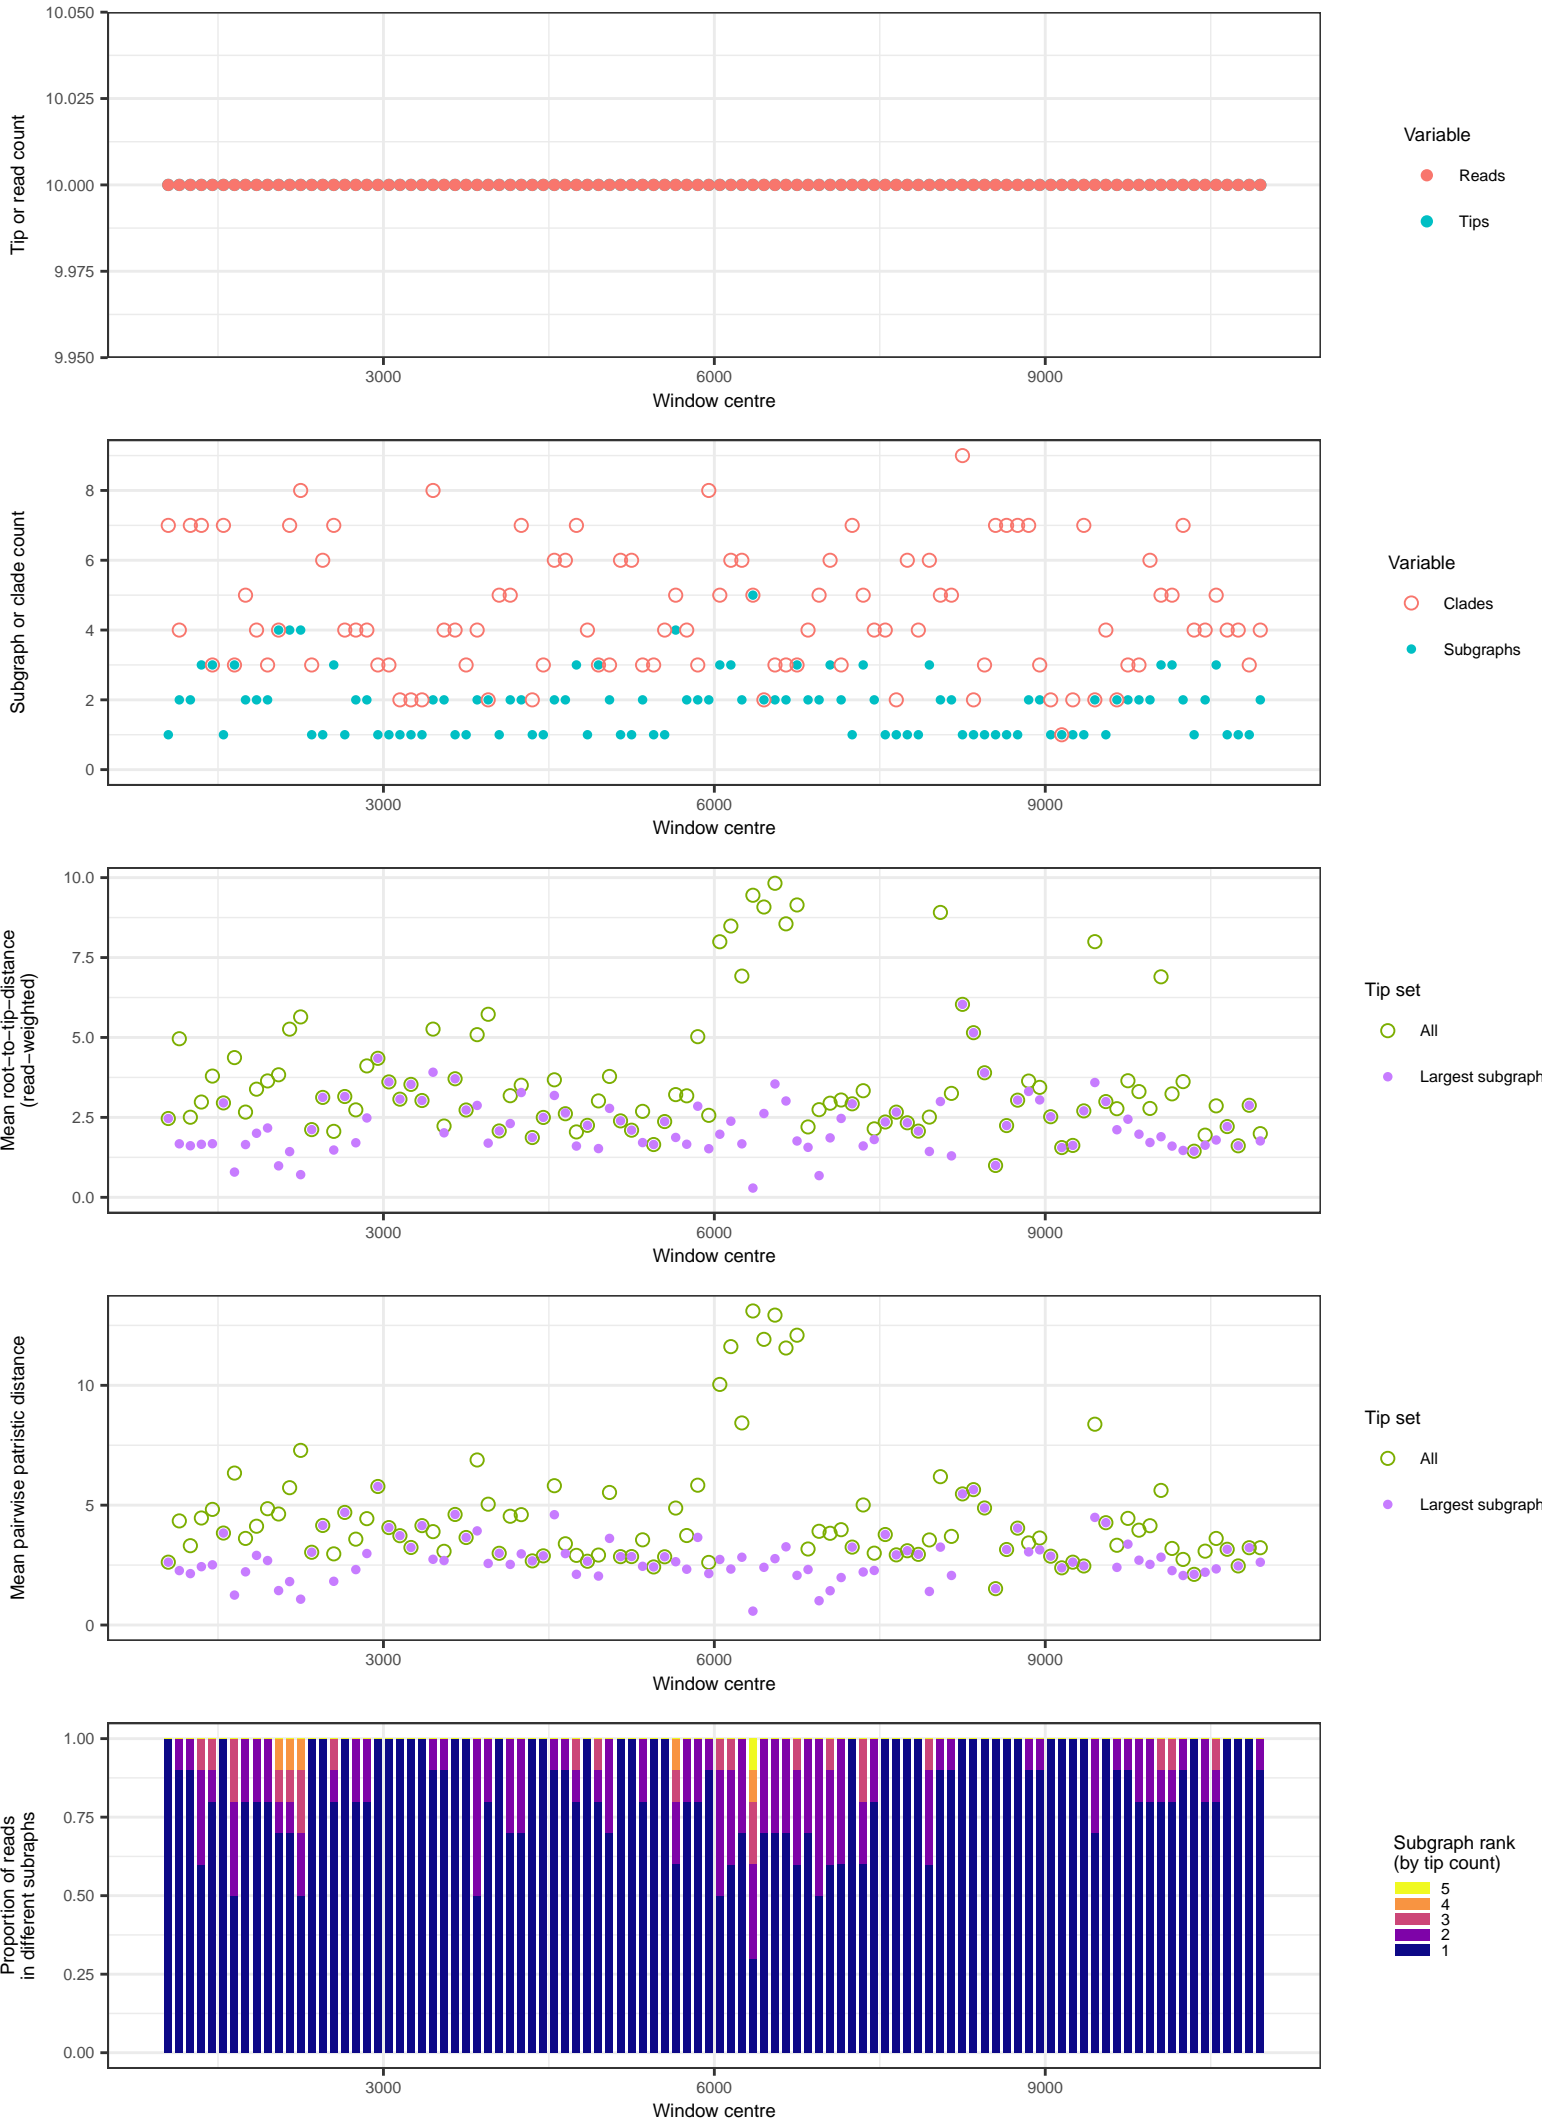 10.050
10.025
10.000
9.975
9.950
Tip or read count
3000 6000 9000
Window centre
Variable
Reads
Tips
8
6
4
2
0
Subgraph or clade count
3000 6000 9000
Window centre
Variable
Clades
Subgraphs
10.0
7.5
5.0
2.5
0.0
Mean root−to−tip−distance
(read−weighted)
3000 6000 9000
Window centre
Tip set
All
Largest subgraph
10
5
0
Mean pairwise patristic distance
3000 6000 9000
Window centre
Tip set
All
Largest subgraph
1.00
0.75
0.50
0.25
0.00
Proportion of reads
in different subraphs
3000 6000 9000
Window centre
Subgraph rank
(by tip count)
5
4
3
2
1